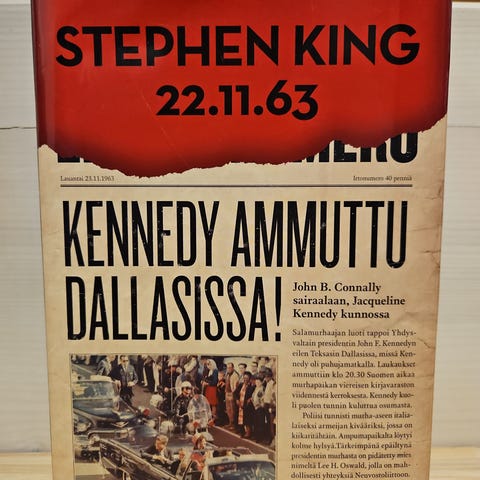 STEPHEN KING
22.11.63
Lauantai 23.11.1963
Irtonumero 40 penniä
KENNEDY AMMUTTU
DALLASISSA!
John B. Connally
sairaalaan, Jacqueline
Kennedy kunnossa
Salamurhaajan luoti tappoi Yhdys-
valtain presidentin John F. Kennedyn
eilen Teksasin Dallasissa, missä Ken-
nedy oli puhujamatkalla. Laukaukset
ammuttiin klo 20.30 Suomen aikaa
murhapaikan viereisen kirjavaraston
viidennestä kerroksesta. Kennedy kuo-
li puolen tunnin kuluttua osumasta.
Poliisi tunnisti murha-aseen italia-
laiseksi armeijan kivääriksi, jossa on
kiikaritähtäin. Ampumapaikalta löytyi
kolme hylsyä. Tärkeimpänä epäiltynä
presidentin murhasta on pidätetty mies
nimeltä Lee H. Oswald, jolla on mah-
dollisesti yhteyksiä Neuvostoliittoon.